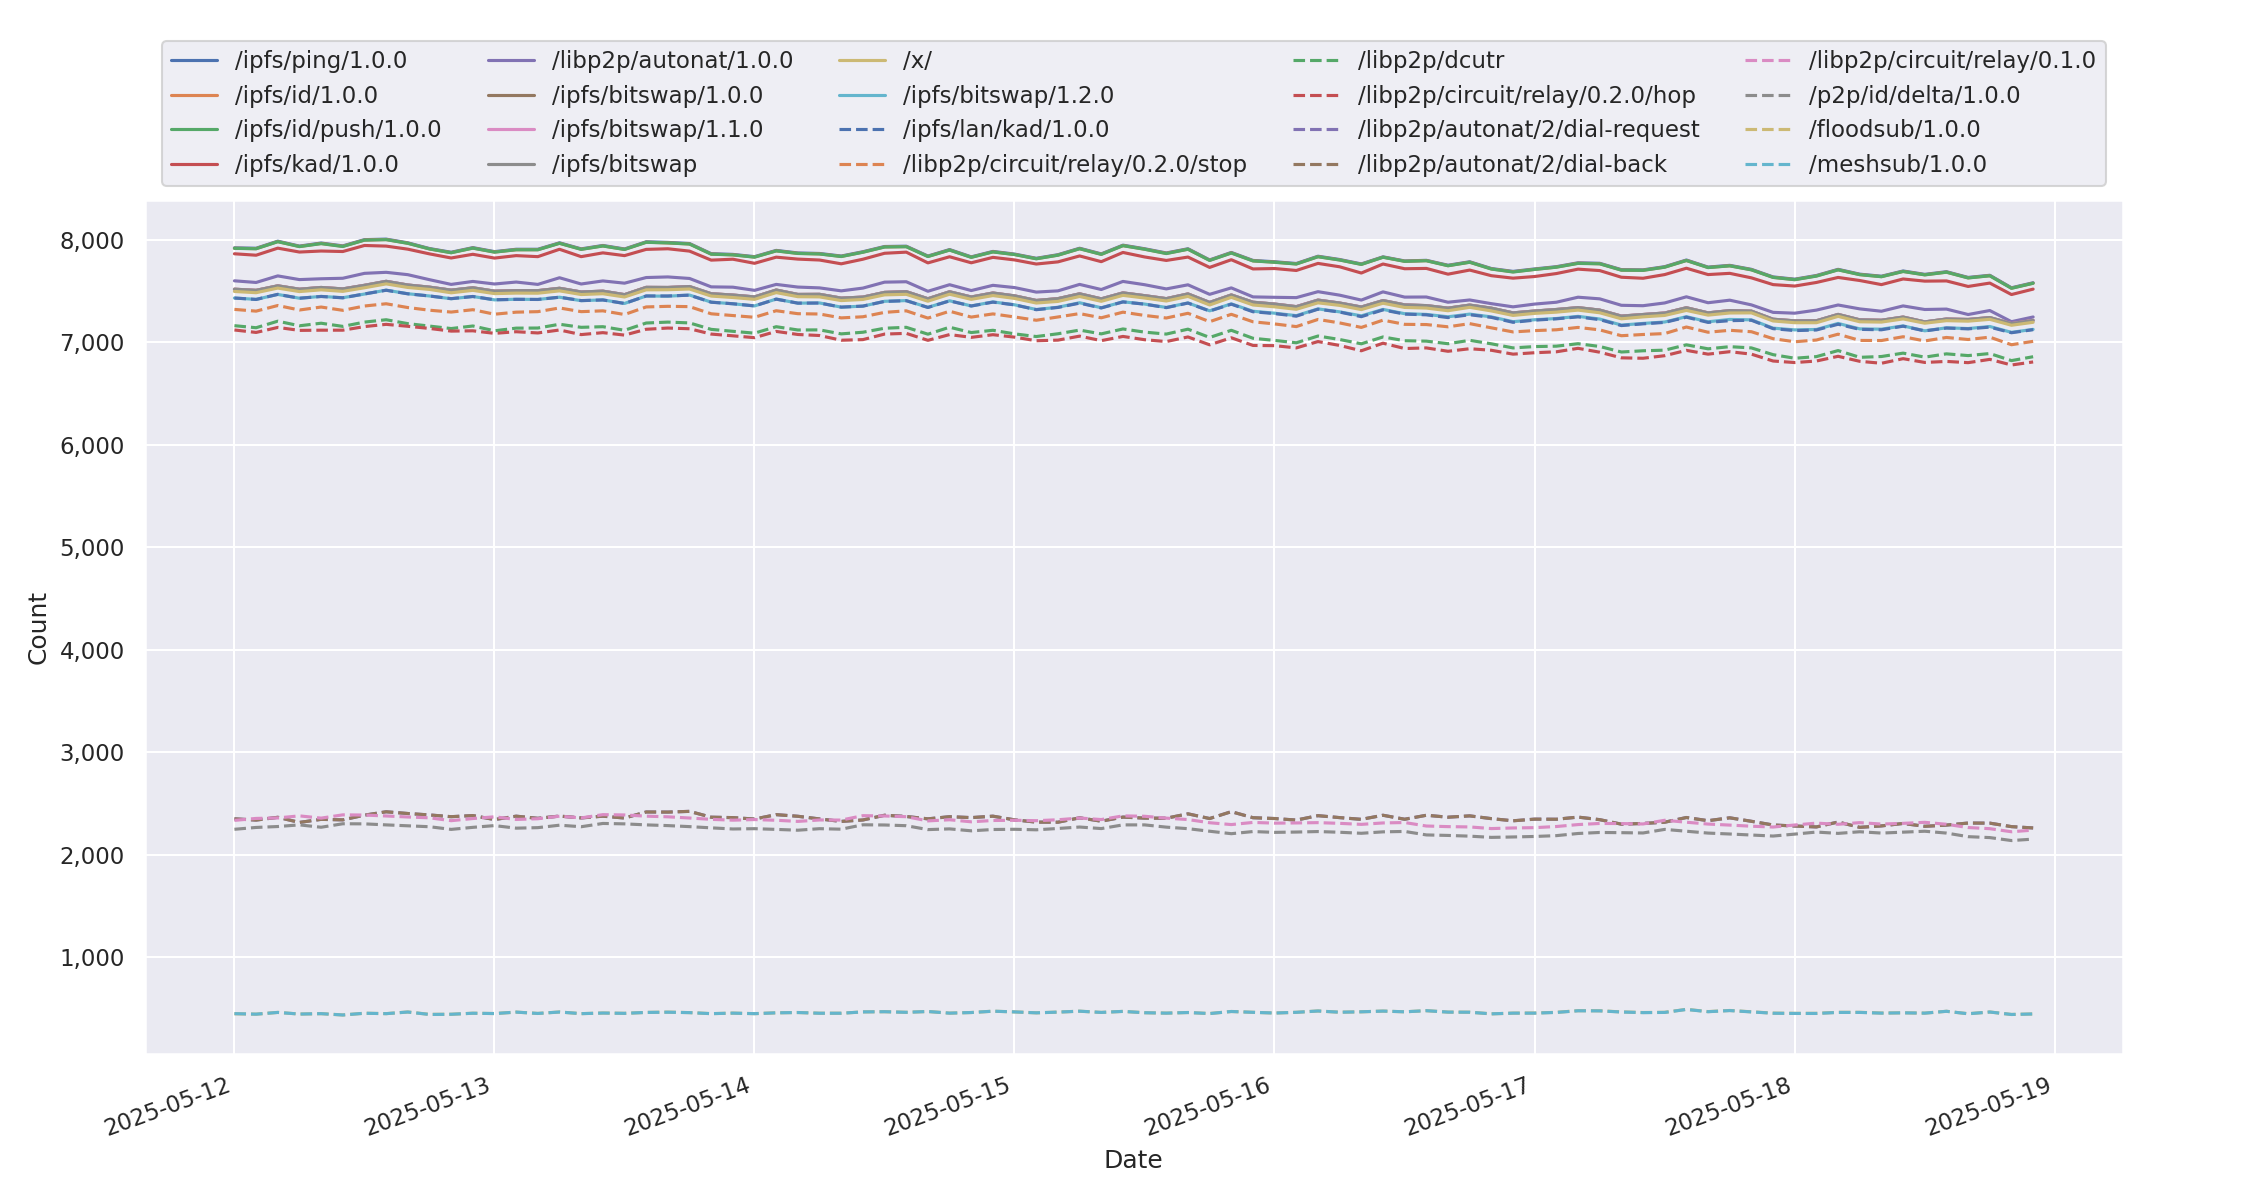 /ipfs/ping/1.0.0
/ipfs/id/1.0.0
/ipfs/id/push/1.0.0
/ipfs/kad/1.0.0
/libp2p/autonat/1.0.0
/ipfs/bitswap/1.0.0
/ipfs/bitswap/1.1.0
/ipfs/bitswap
/x/
/ipfs/bitswap/1.2.0
/ipfs/lan/kad/1.0.0
/libp2p/circuit/relay/0.2.0/stop
/libp2p/dcutr
/libp2p/circuit/relay/0.2.0/hop
/libp2p/autonat/2/dial-request
/libp2p/autonat/2/dial-back
/libp2p/circuit/relay/0.1.0
/p2p/id/delta/1.0.0
/floodsub/1.0.0
/meshsub/1.0.0
8,000
7,000
6,000
5,000
4,000
3,000
2,000
1,000
Count
2025-05-12
2025-05-13
2025-05-14
2025-05-15
2025-05-16
2025-05-17
2025-05-18
2025-05-19
Date